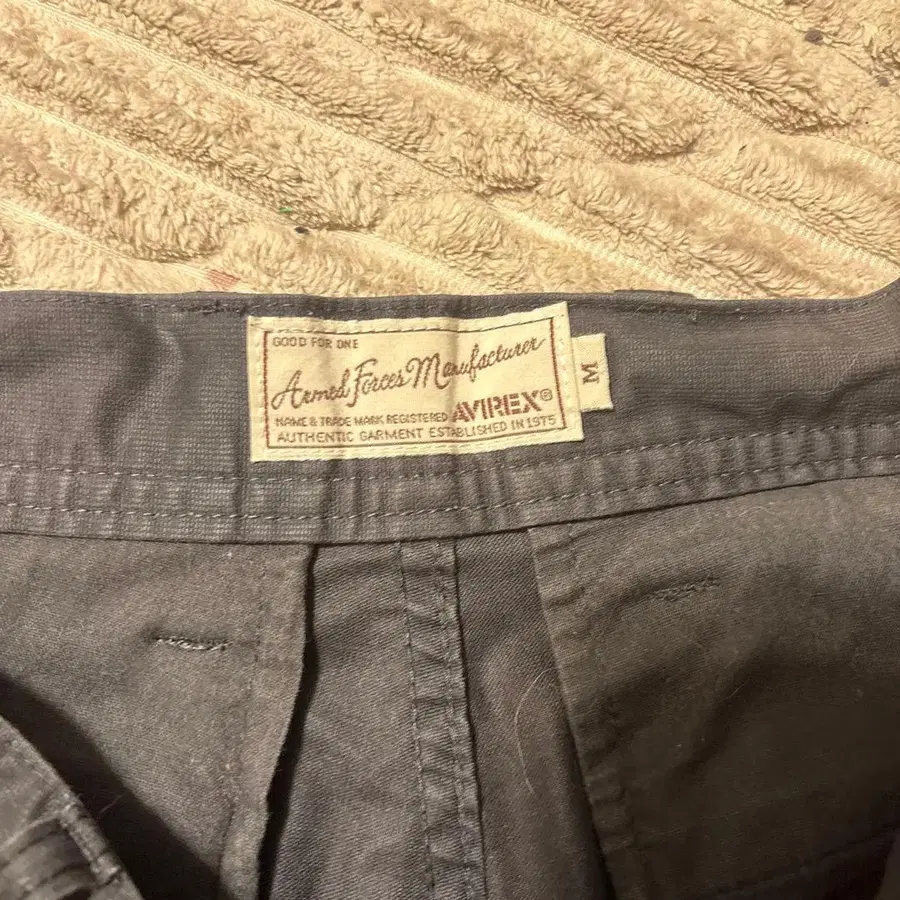 GOOD FOR ONE
Armed Forces Manufacturer
NAME & TRADE MARK REGISTERED AVIREX®
AUTHENTIC GARMENT ESTABLISHED IN 1975
M